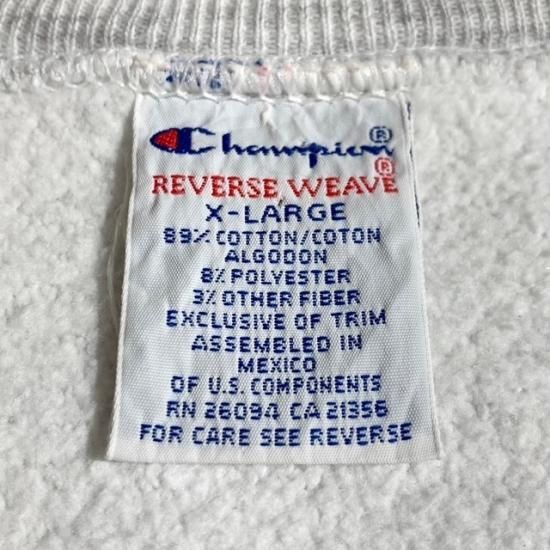 Champion®
REVERSE WEAVE®
X-LARGE
89% COTTON/COTON
ALGODON
8% POLYESTER
3% OTHER FIBER
EXCLUSIVE OF TRIM
ASSEMBLED IN
MEXICO
OF U.S. COMPONENTS
RN 26094 CA 21356
FOR CARE SEE REVERSE